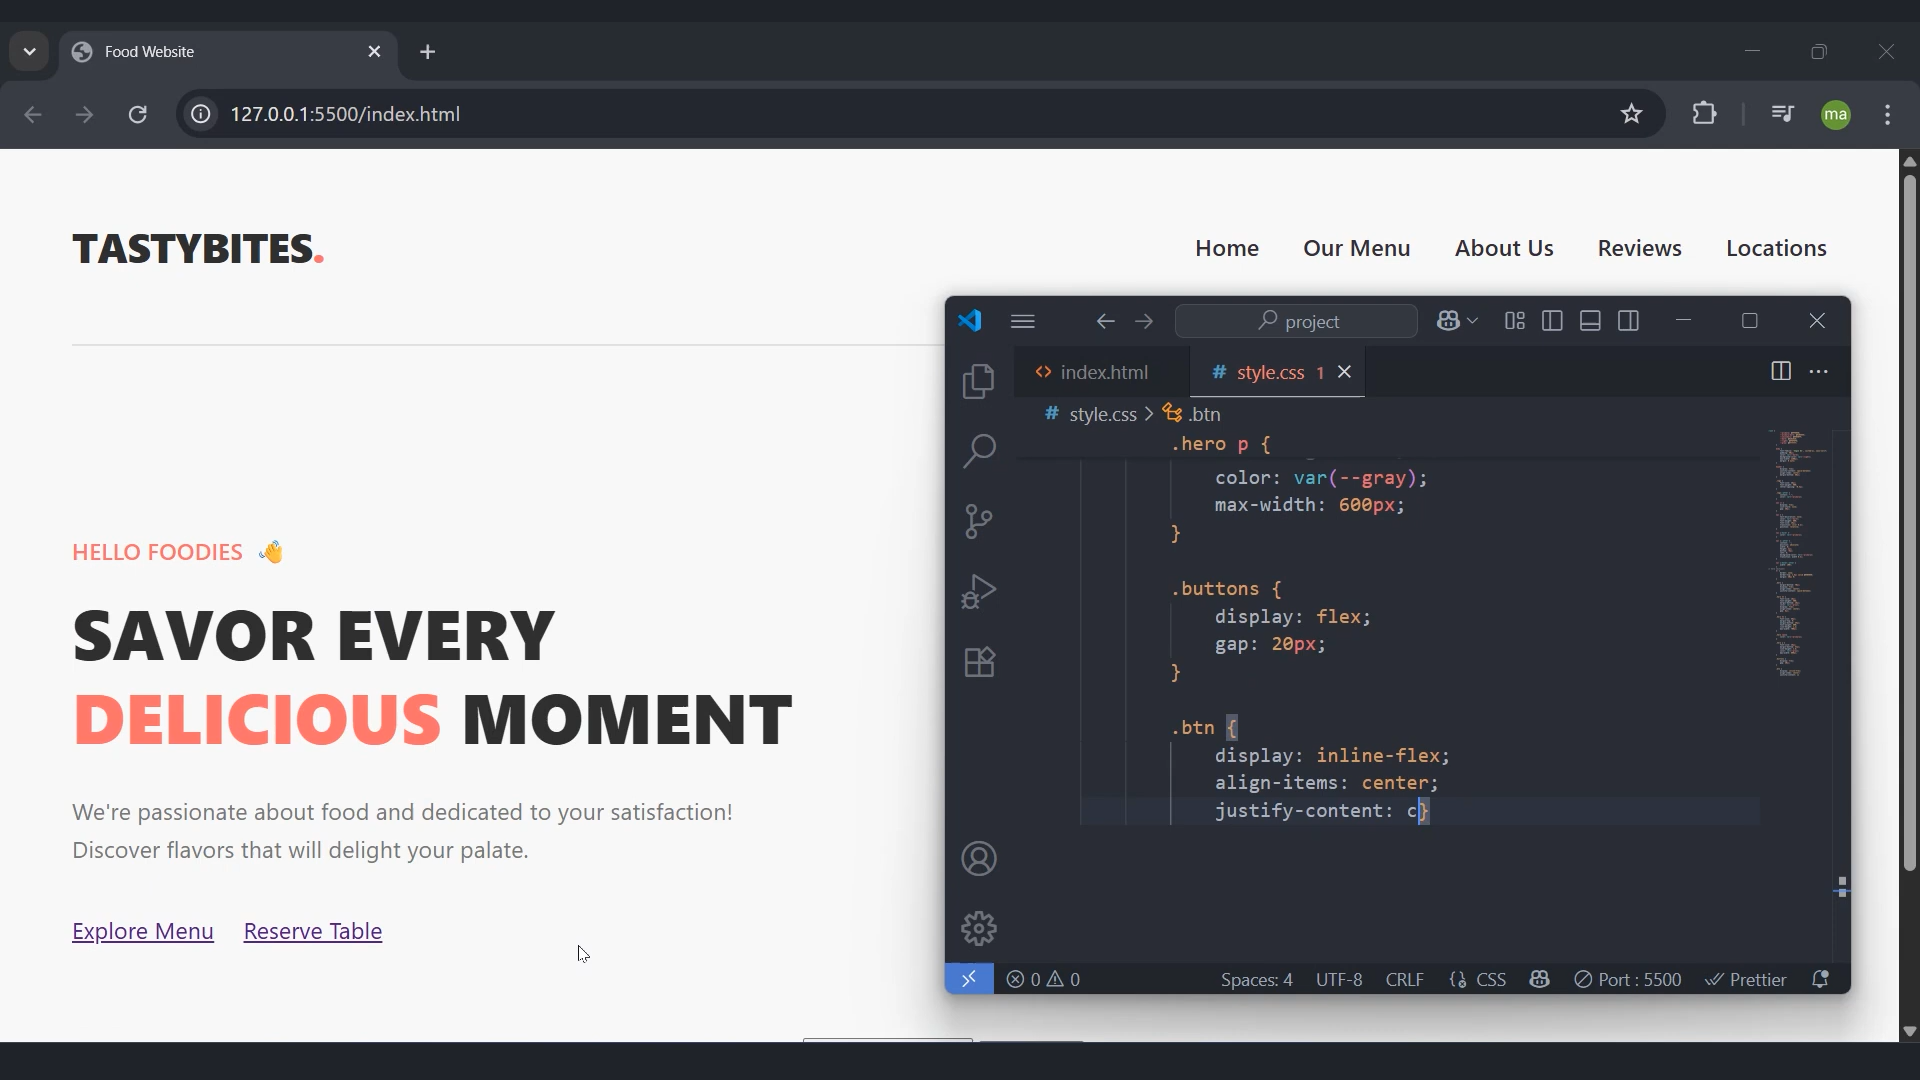 Food Website
127.0.0.1:5500/index.html
ma
TASTYBITES.
Home Our Menu About Us Reviews Locations
HELLO FOODIES 👋
SAVOR EVERY
DELICIOUS MOMENT
We're passionate about food and dedicated to your satisfaction!
Discover flavors that will delight your palate.
Explore Menu Reserve Table
project
index.html # style.css 1
# style.css > .btn
.hero p {
color: var(--gray);
max-width: 600px;
}
.buttons {
display: flex;
gap: 20px;
}
.btn {
display: inline-flex;
align-items: center;
justify-content: c}
0 0 Spaces: 4 UTF-8 CRLF {} CSS Port : 5500 Prettier